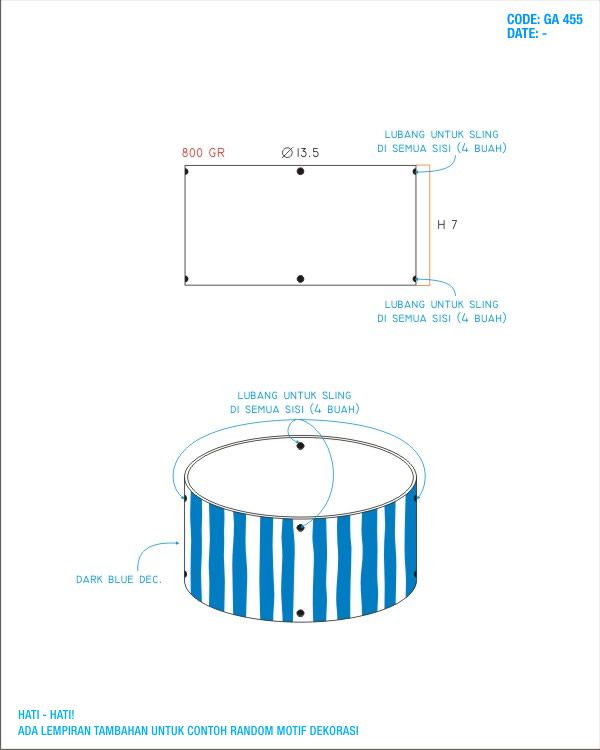 CODE: GA 455
DATE: -
LUBANG UNTUK SLING
DI SEMUA SISI (4 BUAH)
800 GR
Ø 13.5
H 7
LUBANG UNTUK SLING
DI SEMUA SISI (4 BUAH)
LUBANG UNTUK SLING
DI SEMUA SISI (4 BUAH)
DARK BLUE DEC.
HATI - HATI!
ADA LEMPIRAN TAMBAHAN UNTUK CONTOH RANDOM MOTIF DEKORASI